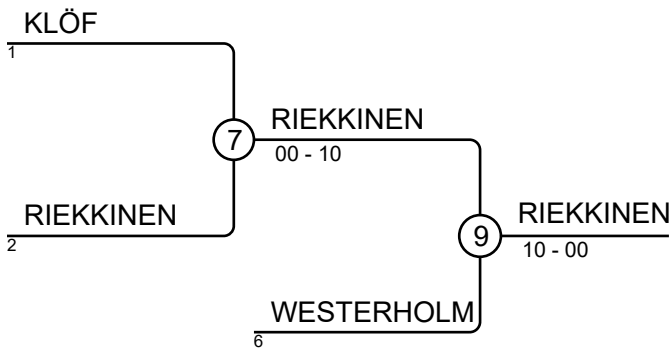 KLÖF
1
7
RIEKKINEN
00 - 10
RIEKKINEN
2
9
RIEKKINEN
10 - 00
WESTERHOLM
6